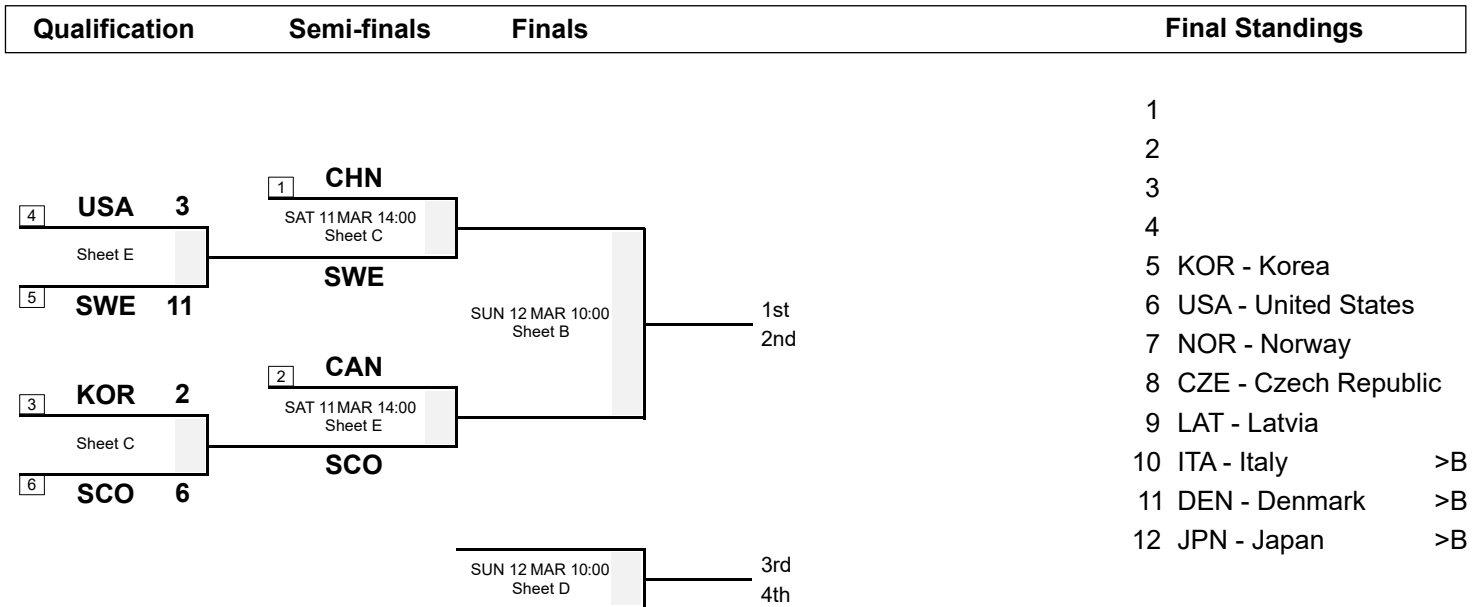 Qualification Semi-finals Finals Final Standings
1
2
3
4
5 KOR - Korea
6 USA - United States
7 NOR - Norway
8 CZE - Czech Republic
9 LAT - Latvia
10 ITA - Italy >B
11 DEN - Denmark >B
12 JPN - Japan >B
4 USA 3
Sheet E
5 SWE 11
3 KOR 2
Sheet C
6 SCO 6
1 CHN
SAT 11 MAR 14:00
Sheet C
SWE
2 CAN
SAT 11 MAR 14:00
Sheet E
SCO
SUN 12 MAR 10:00
Sheet B
1st
2nd
SUN 12 MAR 10:00
Sheet D
3rd
4th